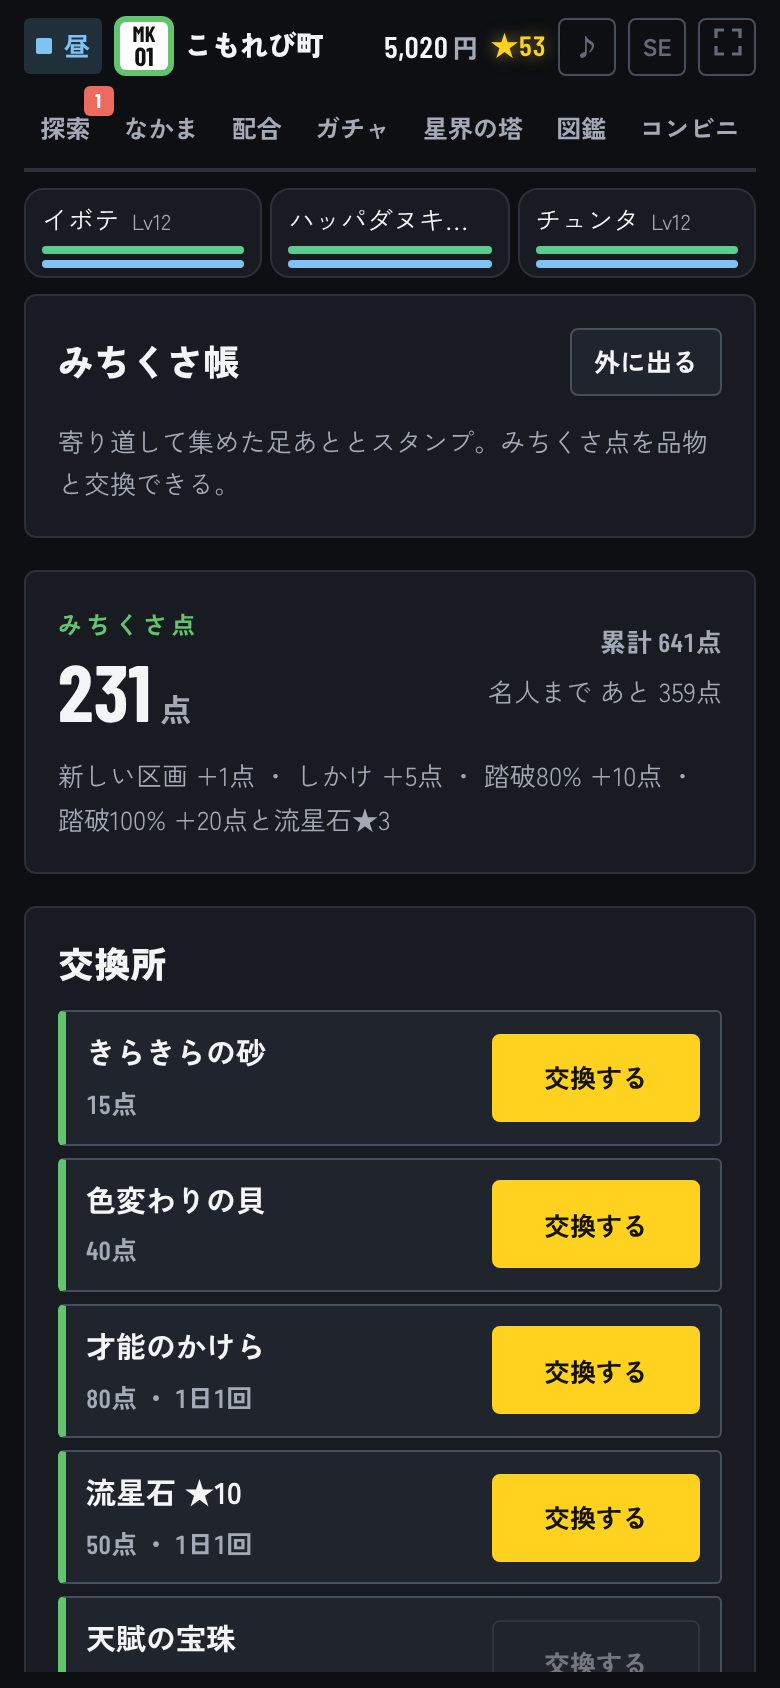 昼 MK 01 こもれび町 5,020 円 ★53 ♪ SE
1
探索 なかま 配合 ガチャ 星界の塔 図鑑 コンビニ
イボテ Lv12 ハッパダヌキ… チュンタ Lv12
みちくさ帳 外に出る
寄り道して集めた足あととスタンプ。みちくさ点を品物
と交換できる。
みちくさ点
累計 641点
231 点
名人まで あと 359点
新しい区画 +1点 ・ しかけ +5点 ・ 踏破80% +10点 ・
踏破100% +20点と流星石★3
交換所
きらきらの砂
15点
交換する
色変わりの貝
40点
交換する
才能のかけら
80点 ・ 1日1回
交換する
流星石 ★10
50点 ・ 1日1回
交換する
天賦の宝珠
交換する